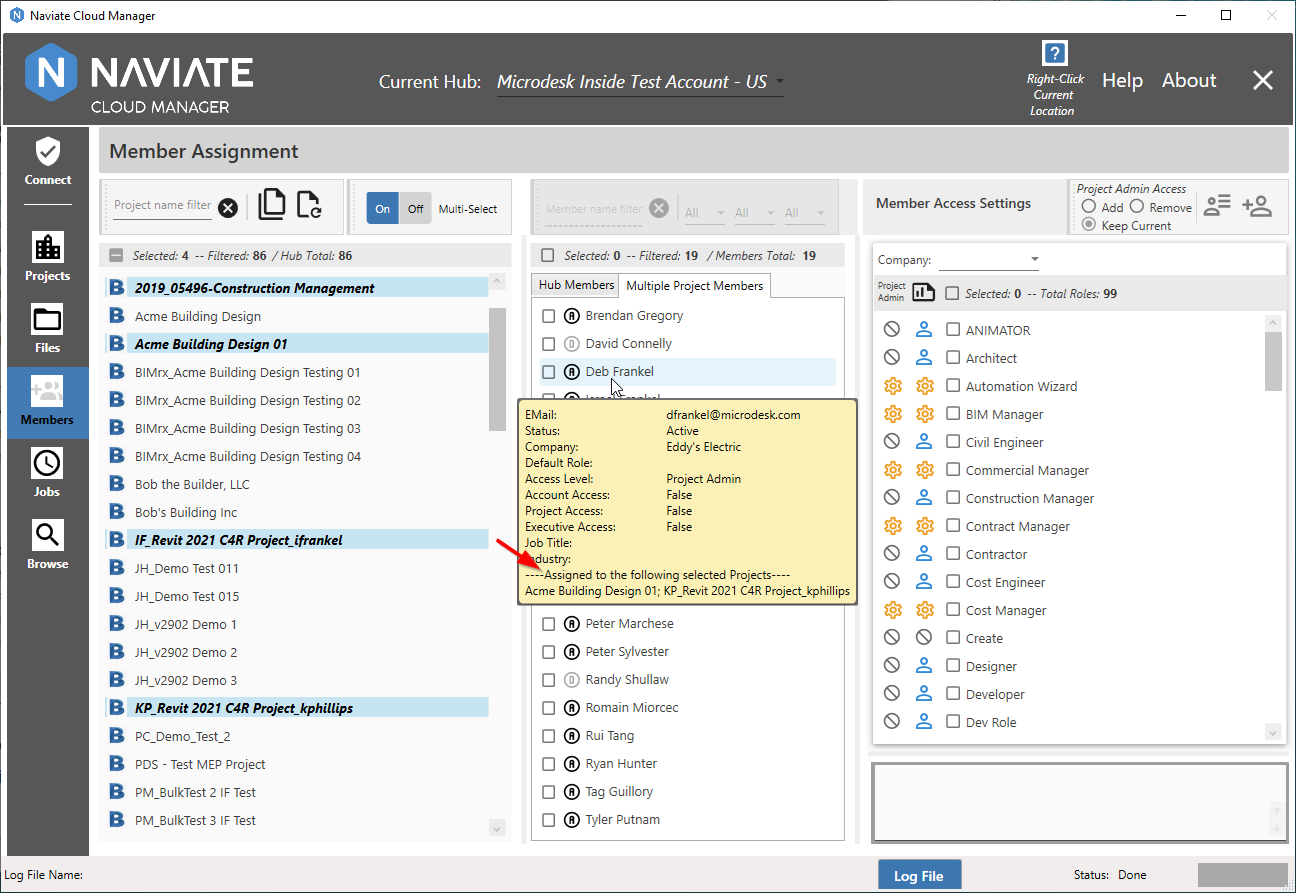 Naviate Cloud Manager
NAVIATE
CLOUD MANAGER
Current Hub: Microdesk Inside Test Account - US
Right-Click
Current
Location
Help
About
Connect
Projects
Files
Members
Jobs
Browse
Member Assignment
Project name filter
On
Off
Multi-Select
Selected: 4 -- Filtered: 86 / Hub Total: 86
2019_05496-Construction Management
Acme Building Design
Acme Building Design 01
BIMrx_Acme Building Design Testing 01
BIMrx_Acme Building Design Testing 02
BIMrx_Acme Building Design Testing 03
BIMrx_Acme Building Design Testing 04
Bob the Builder, LLC
Bob's Building Inc
IF_Revit 2021 C4R Project_ifrankel
JH_Demo Test 011
JH_Demo Test 015
JH_v2902 Demo 1
JH_v2902 Demo 2
JH_v2902 Demo 3
KP_Revit 2021 C4R Project_kphillips
PC_Demo_Test_2
PDS - Test MEP Project
PM_BulkTest 2 IF Test
PM_BulkTest 3 IF Test
Member name filter
All
All
All
Selected: 0 -- Filtered: 19 / Members Total: 19
Hub Members
Multiple Project Members
Brendan Gregory
David Connelly
Deb Frankel
EMail: dfrankel@microdesk.com
Status: Active
Company: Eddy's Electric
Default Role:
Access Level: Project Admin
Account Access: False
Project Access: False
Executive Access: False
Job Title:
ndustry:
----Assigned to the following selected Projects----
Acme Building Design 01; KP_Revit 2021 C4R Project_kphillips
Peter Marchese
Peter Sylvester
Randy Shullaw
Romain Miorcec
Rui Tang
Ryan Hunter
Tag Guillory
Tyler Putnam
Member Access Settings
Project Admin Access
Add
Remove
Keep Current
Company:
Project
Admin
Selected: 0 -- Total Roles: 99
ANIMATOR
Architect
Automation Wizard
BIM Manager
Civil Engineer
Commercial Manager
Construction Manager
Contract Manager
Contractor
Cost Engineer
Cost Manager
Create
Designer
Developer
Dev Role
Log File Name:
Log File
Status: Done